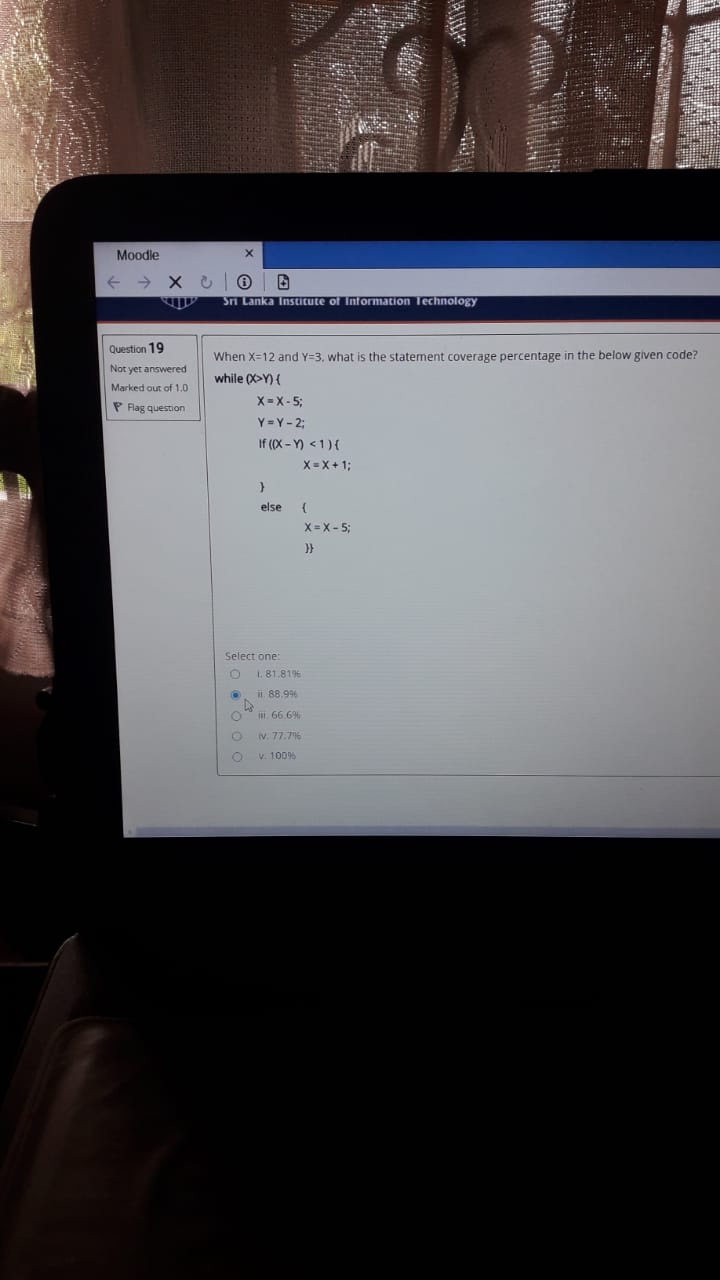 Moodle
Sri Lanka Institute of Information Technology
Question 19
Not yet answered
Marked out of 1.0
Flag question
When X=12 and Y=3, what is the statement coverage percentage in the below given code?
while (X>Y) {
X = X - 5;
Y = Y – 2;
If ((X – Y) < 1 ) {
X = X + 1;
}
else {
X = X – 5;
}}
Select one:
i. 81.81%
ii. 88.9%
iii. 66.6%
iv. 77.7%
v. 100%